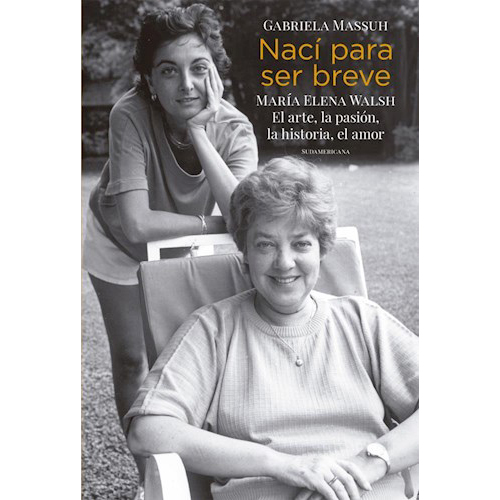 GABRIELA MASSUH
Nací para
ser breve
MARÍA ELENA WALSH
El arte, la pasión,
la historia, el amor
SUDAMERICANA